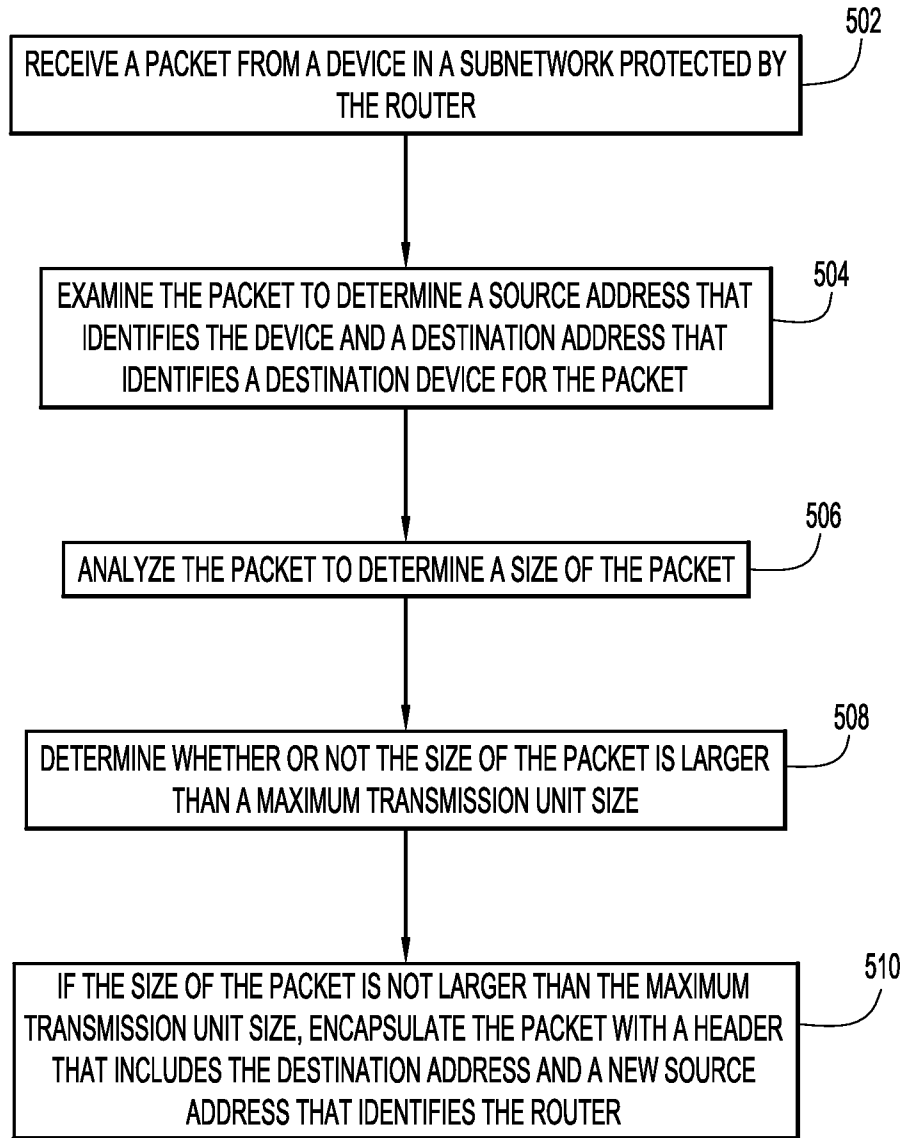 502
RECEIVE A PACKET FROM A DEVICE IN A SUBNETWORK PROTECTED BY
THE ROUTER
504
EXAMINE THE PACKET TO DETERMINE A SOURCE ADDRESS THAT
IDENTIFIES THE DEVICE AND A DESTINATION ADDRESS THAT
IDENTIFIES A DESTINATION DEVICE FOR THE PACKET
506
ANALYZE THE PACKET TO DETERMINE A SIZE OF THE PACKET
508
DETERMINE WHETHER OR NOT THE SIZE OF THE PACKET IS LARGER
THAN A MAXIMUM TRANSMISSION UNIT SIZE
510
IF THE SIZE OF THE PACKET IS NOT LARGER THAN THE MAXIMUM
TRANSMISSION UNIT SIZE, ENCAPSULATE THE PACKET WITH A HEADER
THAT INCLUDES THE DESTINATION ADDRESS AND A NEW SOURCE
ADDRESS THAT IDENTIFIES THE ROUTER